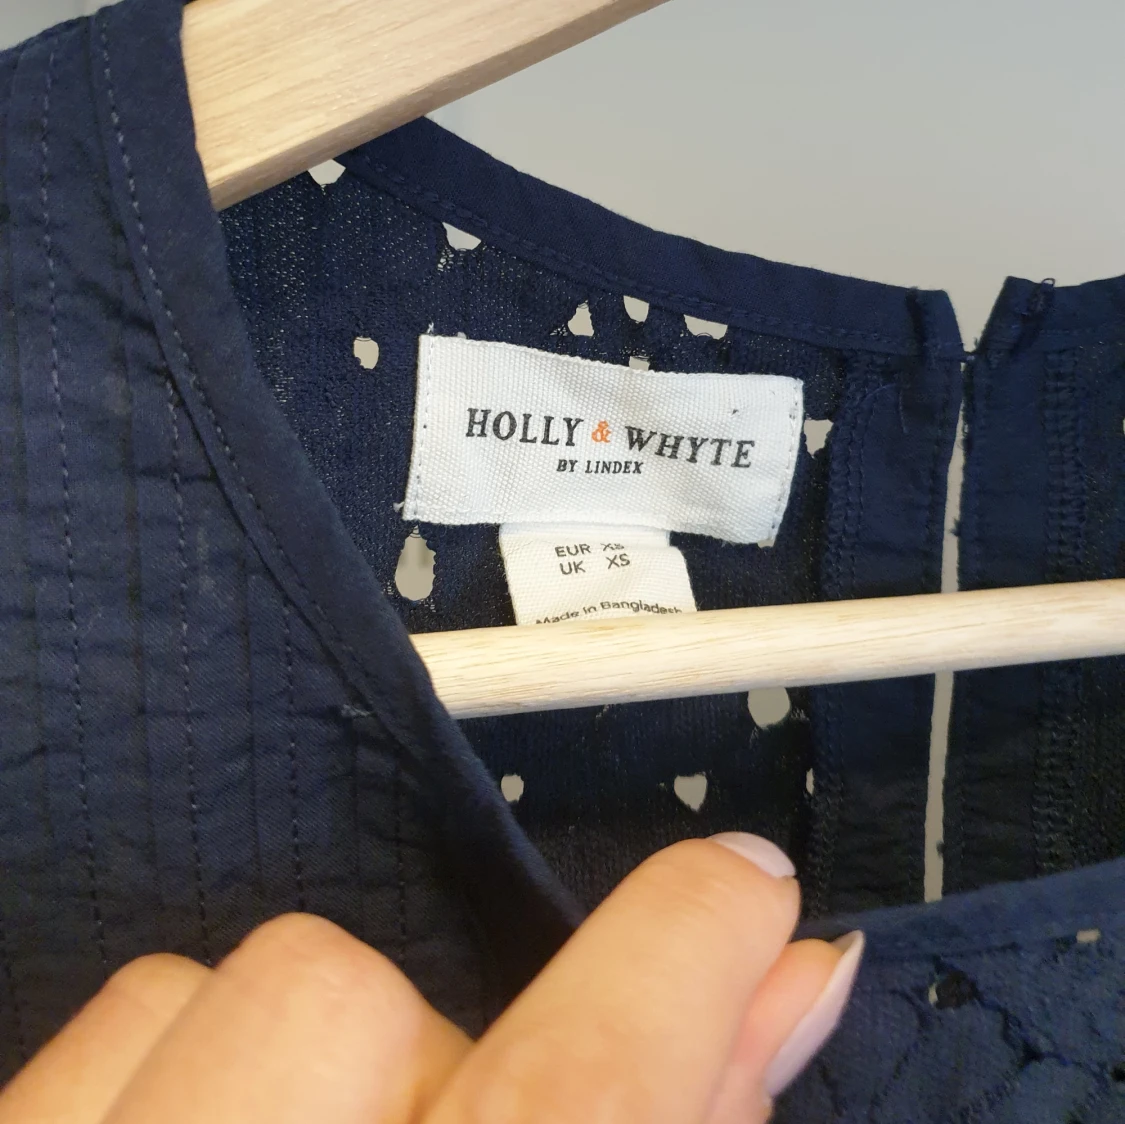 HOLLY & WHYTE
BY LINDEX
EUR XS
UK XS
Made in Bangladesh